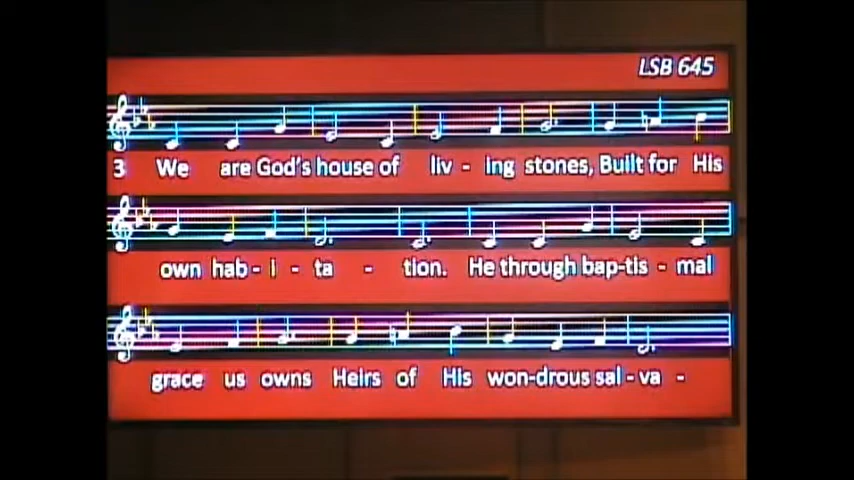 LSB 645
3 We are God's house of liv - ing stones, Built for His
own hab - i - ta - tion. He through bap-tis - mal
grace us owns Heirs of His won-drous sal - va -